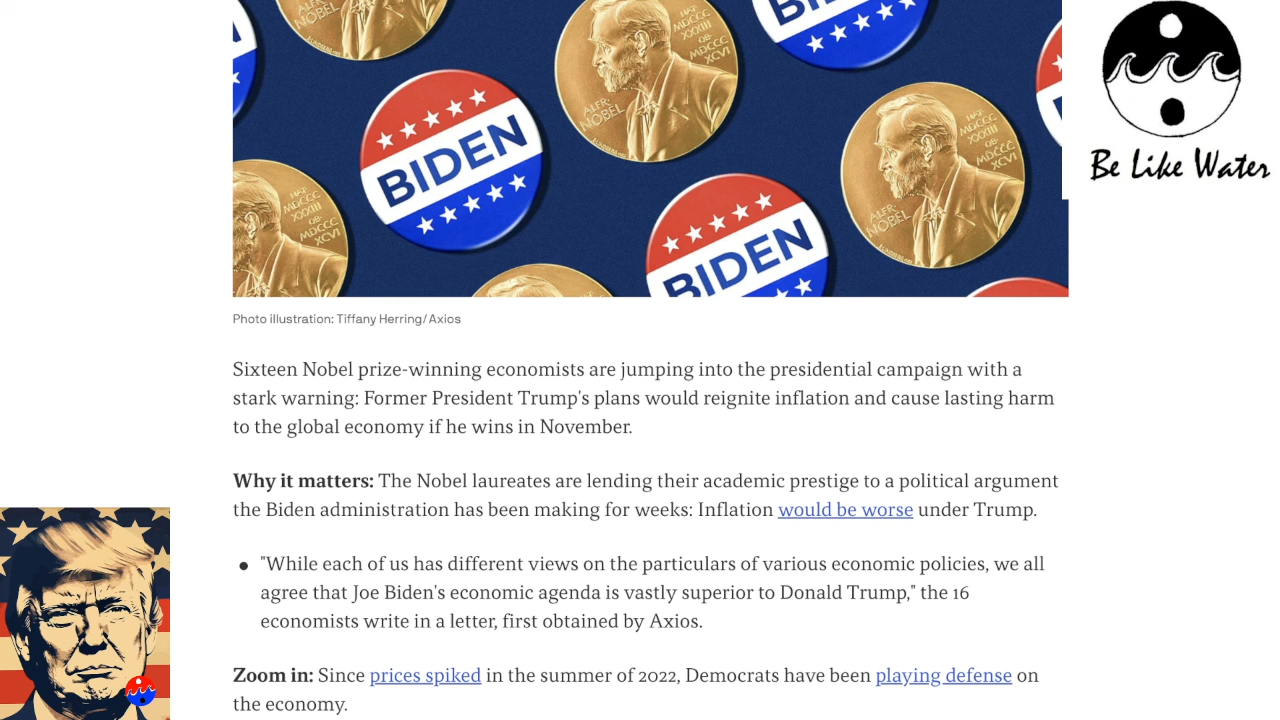 BIDEN
BIDEN
BIDEN
ALFR·
NOBEL
ALFR·
NOBEL
Be Like Water
Photo illustration: Tiffany Herring/Axios
Sixteen Nobel prize-winning economists are jumping into the presidential campaign with a
stark warning: Former President Trump's plans would reignite inflation and cause lasting harm
to the global economy if he wins in November.
Why it matters: The Nobel laureates are lending their academic prestige to a political argument
the Biden administration has been making for weeks: Inflation would be worse under Trump.
● "While each of us has different views on the particulars of various economic policies, we all
agree that Joe Biden's economic agenda is vastly superior to Donald Trump," the 16
economists write in a letter, first obtained by Axios.
Zoom in: Since prices spiked in the summer of 2022, Democrats have been playing defense on
the economy.